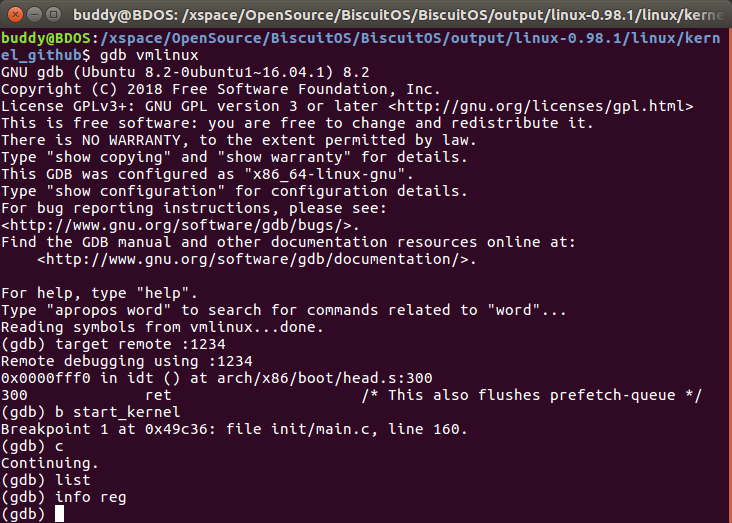 buddy@BDOS: /xspace/OpenSource/BiscuitOS/BiscuitOS/output/linux-0.98.1/linux/kerne
buddy@BDOS:/xspace/OpenSource/BiscuitOS/BiscuitOS/output/linux-0.98.1/linux/kern
el_github$ gdb vmlinux
GNU gdb (Ubuntu 8.2-0ubuntu1~16.04.1) 8.2
Copyright (C) 2018 Free Software Foundation, Inc.
License GPLv3+: GNU GPL version 3 or later <http://gnu.org/licenses/gpl.html>
This is free software: you are free to change and redistribute it.
There is NO WARRANTY, to the extent permitted by law.
Type "show copying" and "show warranty" for details.
This GDB was configured as "x86_64-linux-gnu".
Type "show configuration" for configuration details.
For bug reporting instructions, please see:
<http://www.gnu.org/software/gdb/bugs/>.
Find the GDB manual and other documentation resources online at:
    <http://www.gnu.org/software/gdb/documentation/>.

For help, type "help".
Type "apropos word" to search for commands related to "word"...
Reading symbols from vmlinux...done.
(gdb) target remote :1234
Remote debugging using :1234
0x0000fff0 in idt () at arch/x86/boot/head.s:300
300             ret                     /* This also flushes prefetch-queue */
(gdb) b start_kernel
Breakpoint 1 at 0x49c36: file init/main.c, line 160.
(gdb) c
Continuing.
(gdb) list
(gdb) info reg
(gdb)